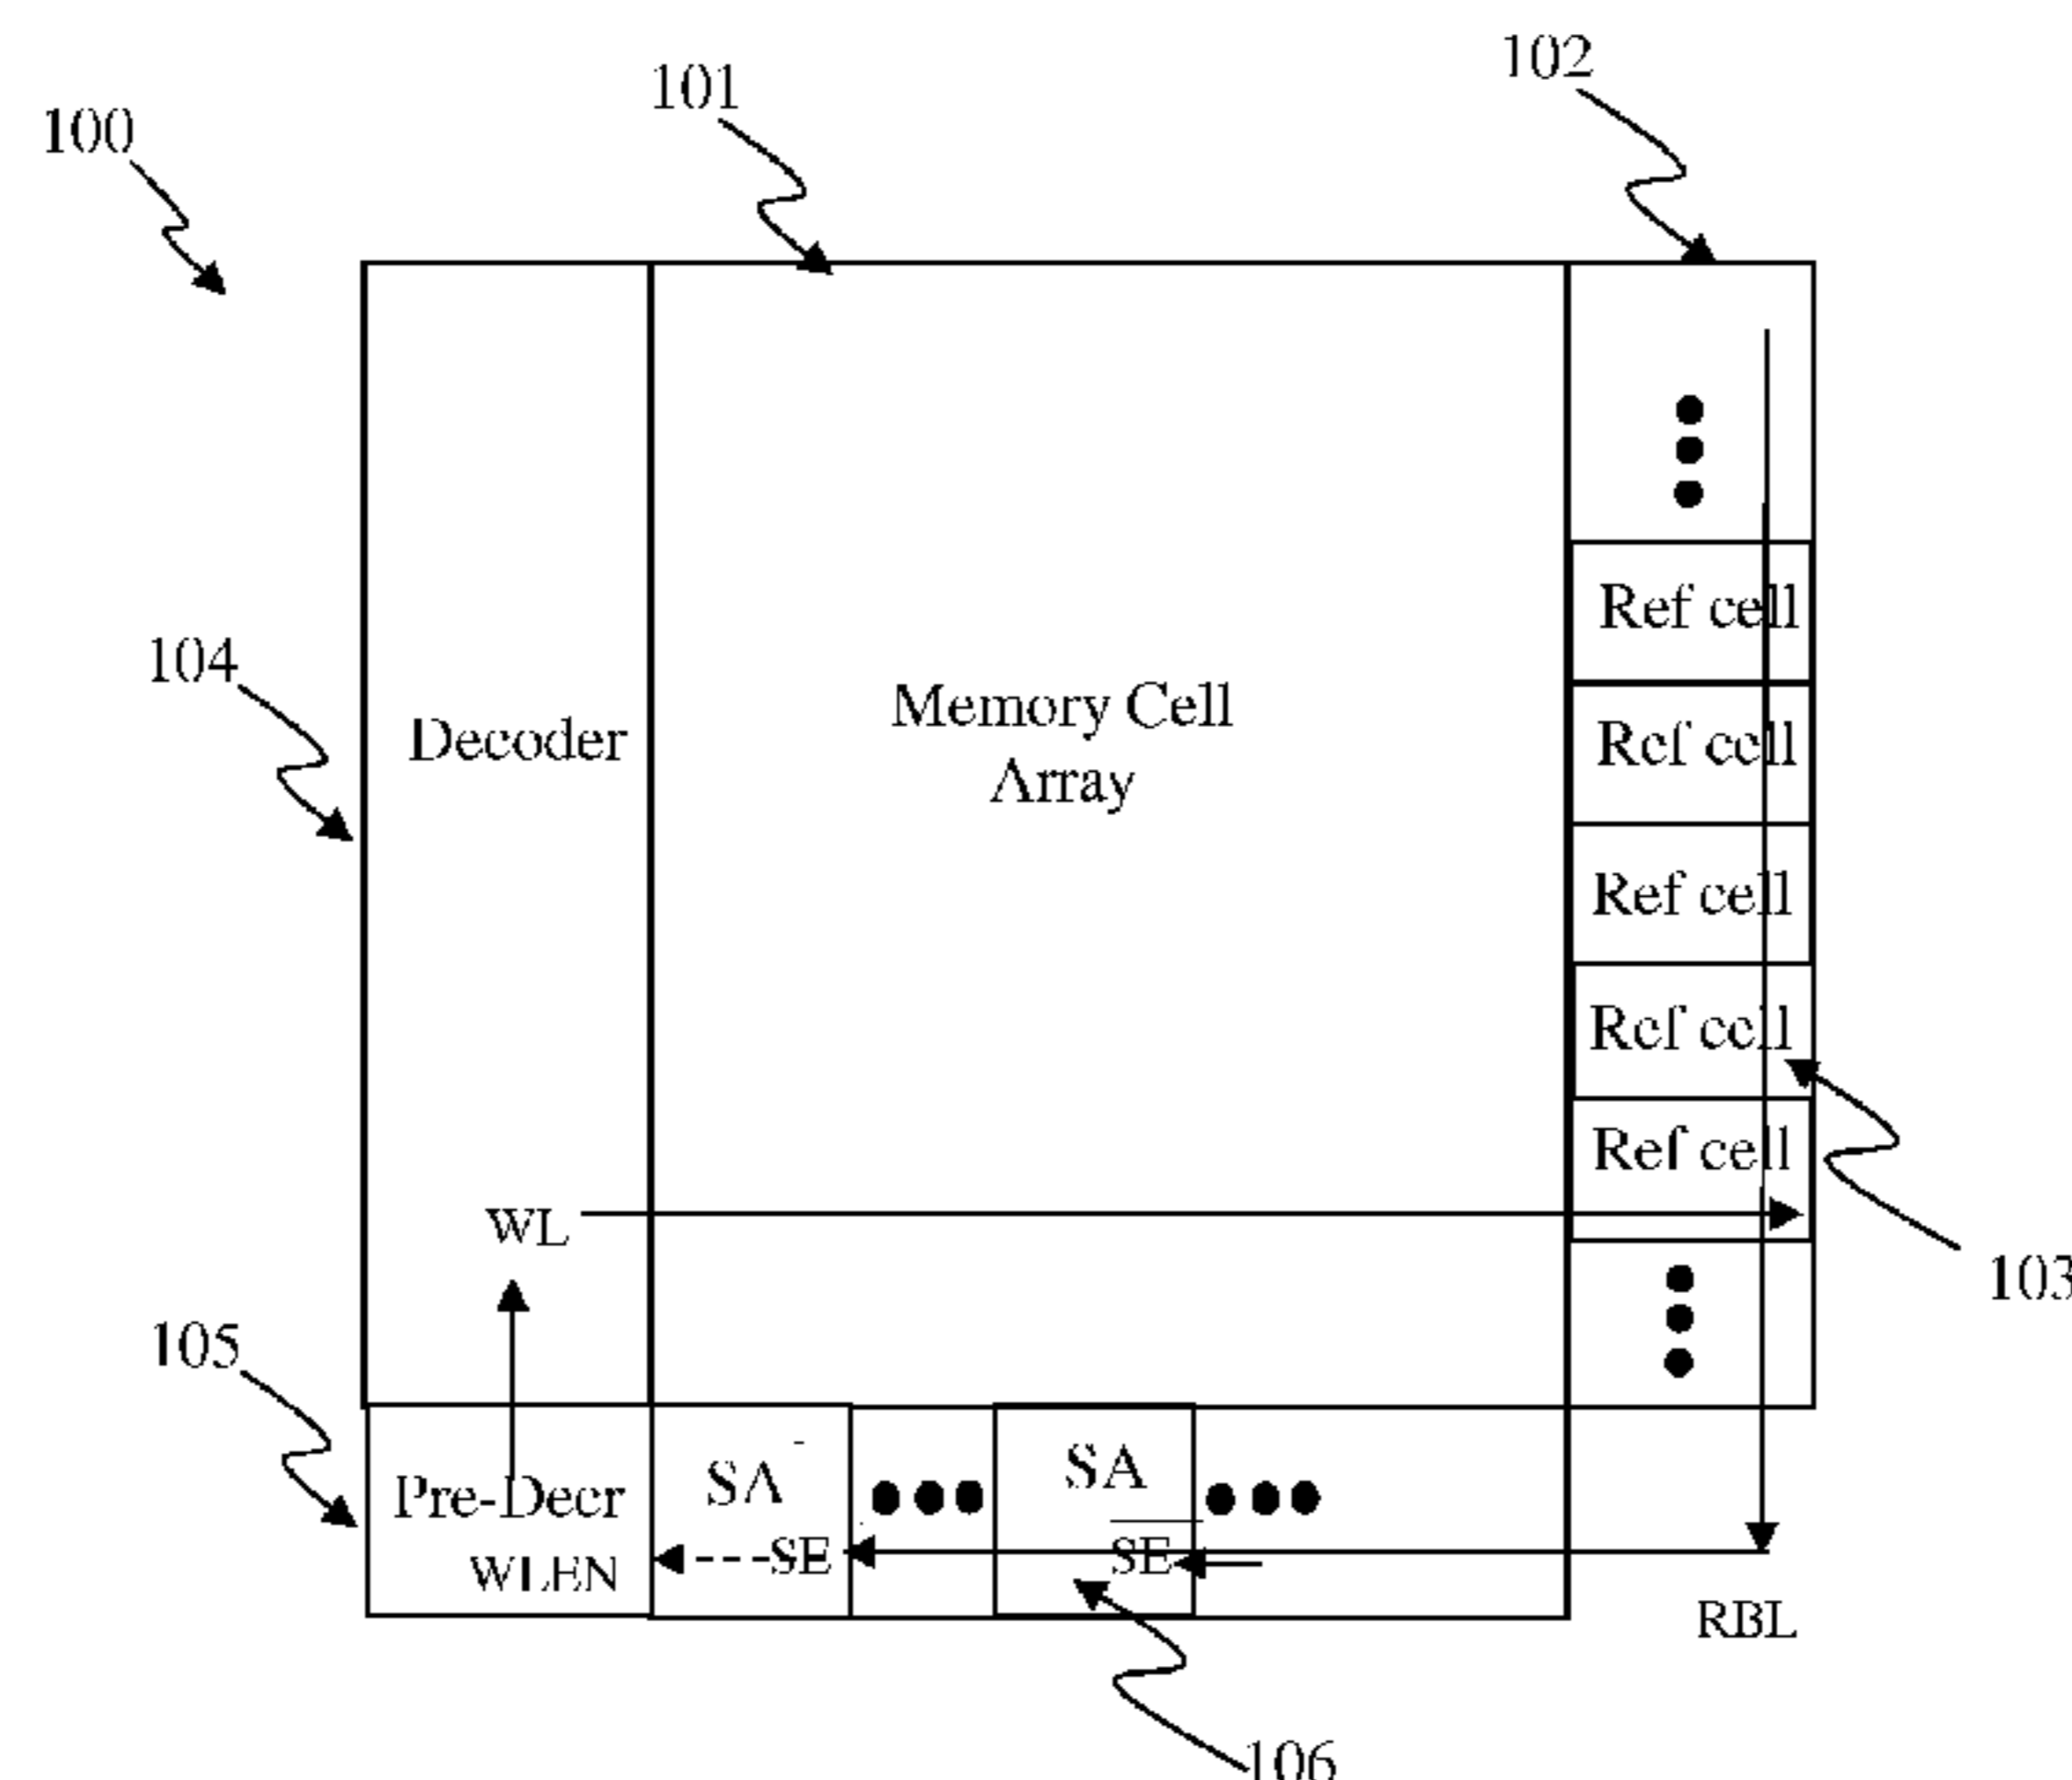 102
101
100
Ref cell
104
Memory Cell
Array
Decoder
Ref cell
Ref cell
Ref cell
Ref cell
WL
103
105
SA
SA
Pre-Decr
SE
SE
WLEN
RBL
106